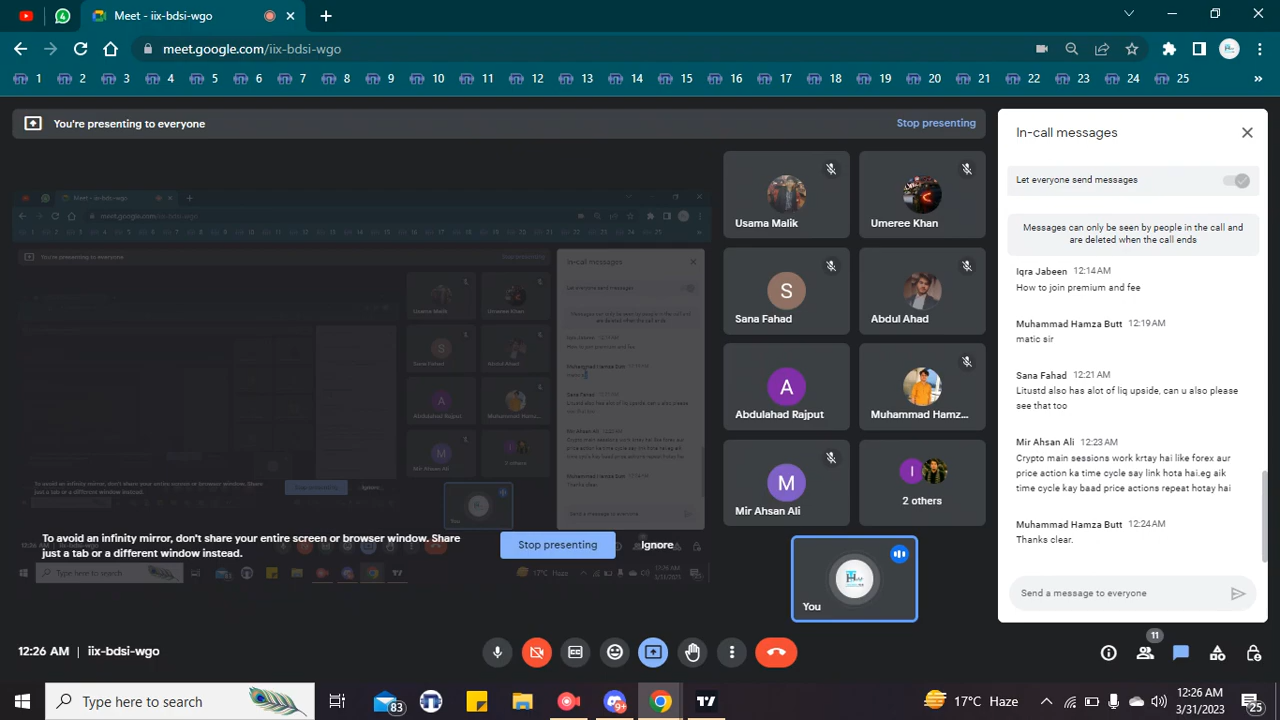 Meet - iix-bdsi-wgo
meet.google.com/iix-bdsi-wgo
1 2 3 4 5 6 7 8 9 10 11 12 13 14 15 16 17 18 19 20 21 22 23 24 25
You're presenting to everyone
Stop presenting
Usama Malik
Umeree Khan
Sana Fahad
Abdul Ahad
Abdulahad Rajput
Muhammad Hamz...
Mir Ahsan Ali
2 others
You
To avoid an infinity mirror, don't share your entire screen or browser window. Share
just a tab or a different window instead.
Stop presenting
Ignore
In-call messages
Let everyone send messages
Messages can only be seen by people in the call and
are deleted when the call ends
Iqra Jabeen 12:14 AM
How to join premium and fee
Muhammad Hamza Butt 12:19 AM
matic sir
Sana Fahad 12:21 AM
Litustd also has alot of liq upside, can u also please
see that too
Mir Ahsan Ali 12:23 AM
Crypto main sessions work krtay hai like forex aur
price action ka time cycle say link hota hai.eg aik
time cycle kay baad price actions repeat hotay hai
Muhammad Hamza Butt 12:24 AM
Thanks clear.
Send a message to everyone
12:26 AM | iix-bdsi-wgo
11
Type here to search
83
9+
17°C Haze
12:26 AM
3/31/2023
25